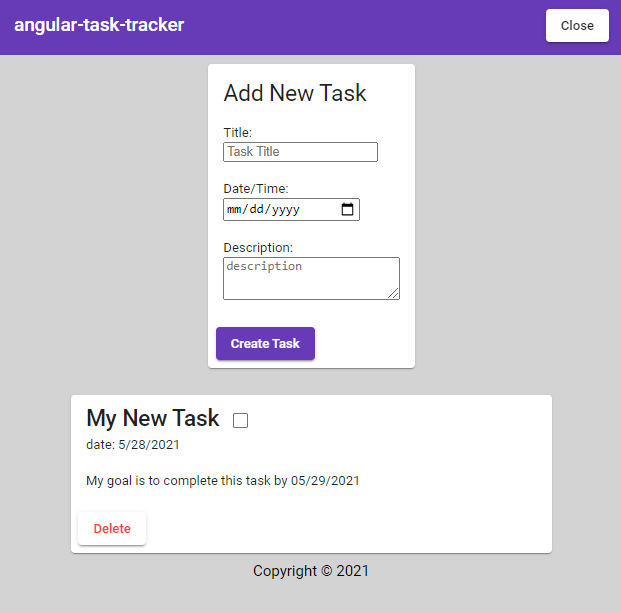 angular-task-tracker
Close
Add New Task
Title:
Task Title
Date/Time:
mm/dd/yyyy
Description:
description
Create Task
My New Task
date: 5/28/2021
My goal is to complete this task by 05/29/2021
Delete
Copyright © 2021